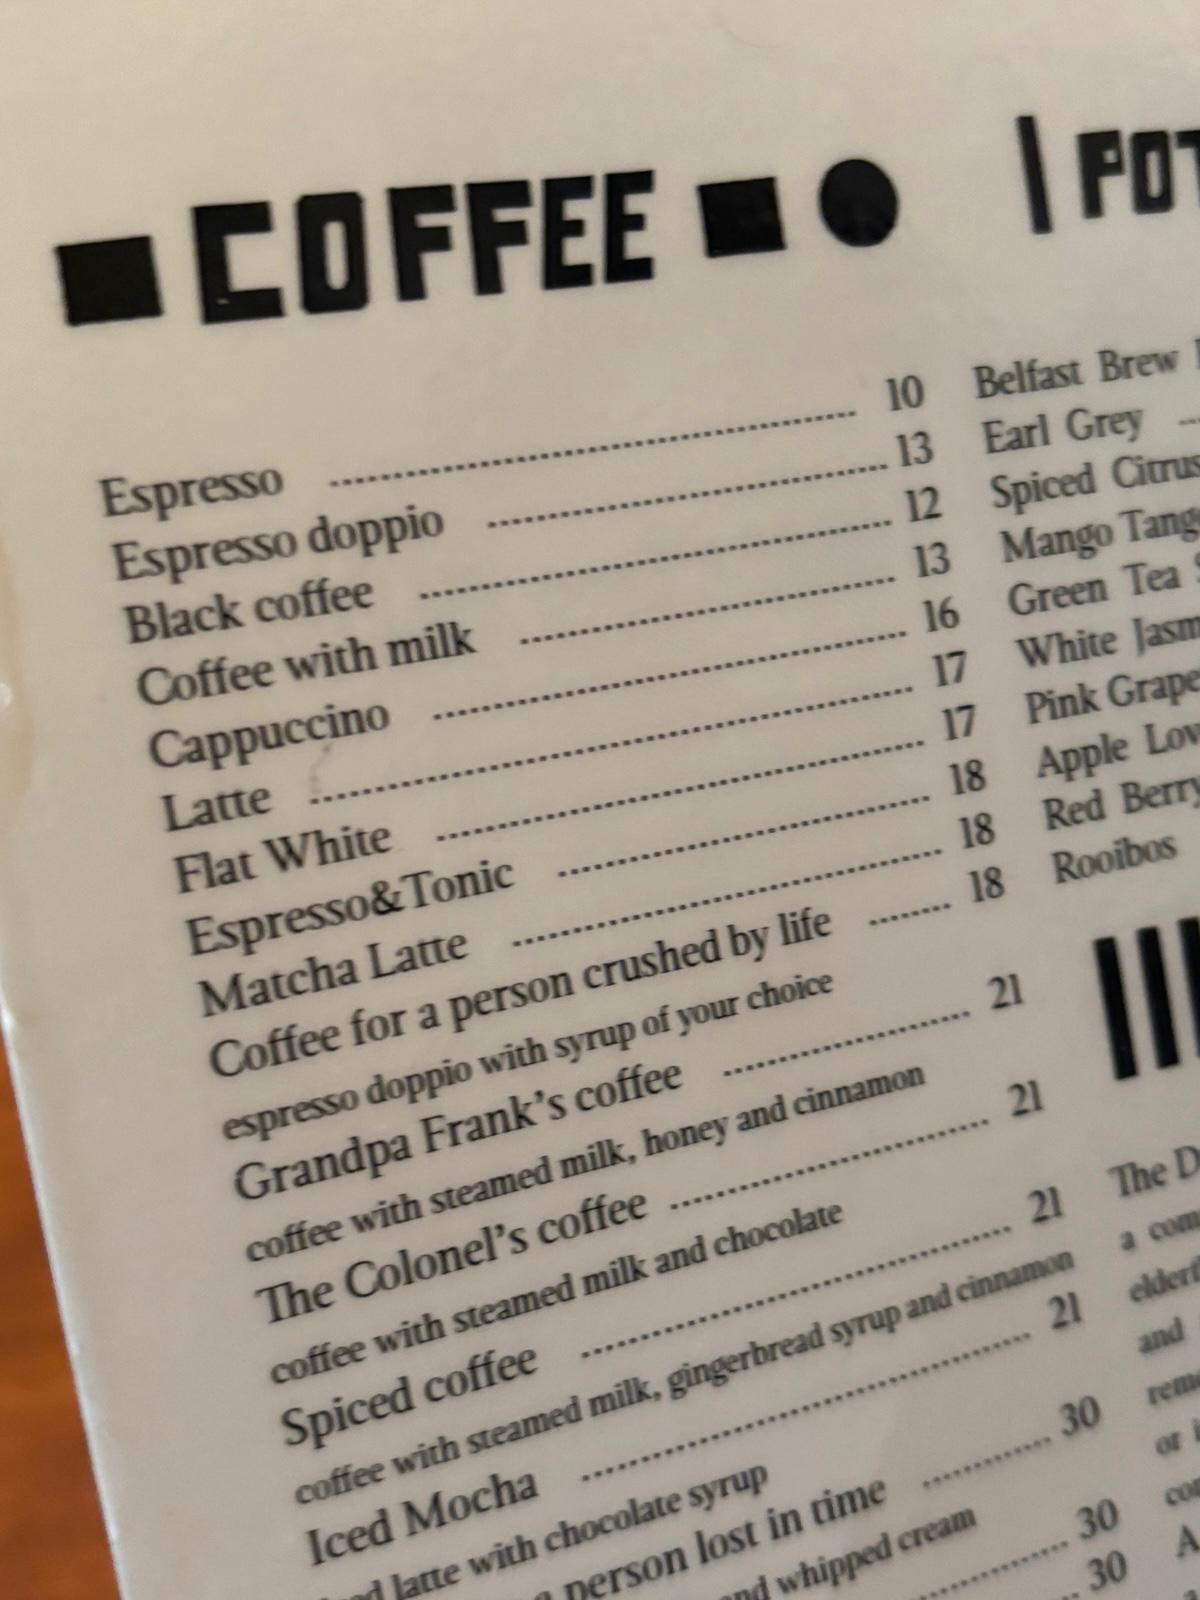 COFFEE
Espresso .......... 10
Espresso doppio .......... 13
Black coffee .......... 12
Coffee with milk .......... 13
Cappuccino .......... 16
Latte .......... 17
Flat White .......... 17
Espresso&Tonic .......... 18
Matcha Latte .......... 18
Coffee for a person crushed by life ........ 18
espresso doppio with syrup of your choice
Grandpa Frank's coffee .......... 21
coffee with steamed milk, honey and cinnamon
The Colonel's coffee .......... 21
coffee with steamed milk and chocolate
Spiced coffee .......... 21
coffee with steamed milk, gingerbread syrup and cinnamon
Iced Mocha .......... 21
latte with chocolate syrup
a person lost in time .......... 30
whipped cream
.......... 30
.. 30
POT
Belfast Brew
Earl Grey
Spiced Citrus
Mango
Green Tea
White
Pink
Apple
Red Berry
Rooibos
The
a
and
or